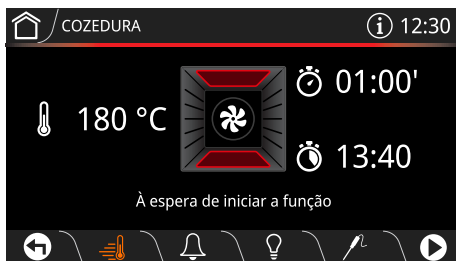 COZEDURA
12:30
180 °C
01:00'
13:40
À espera de iniciar a função